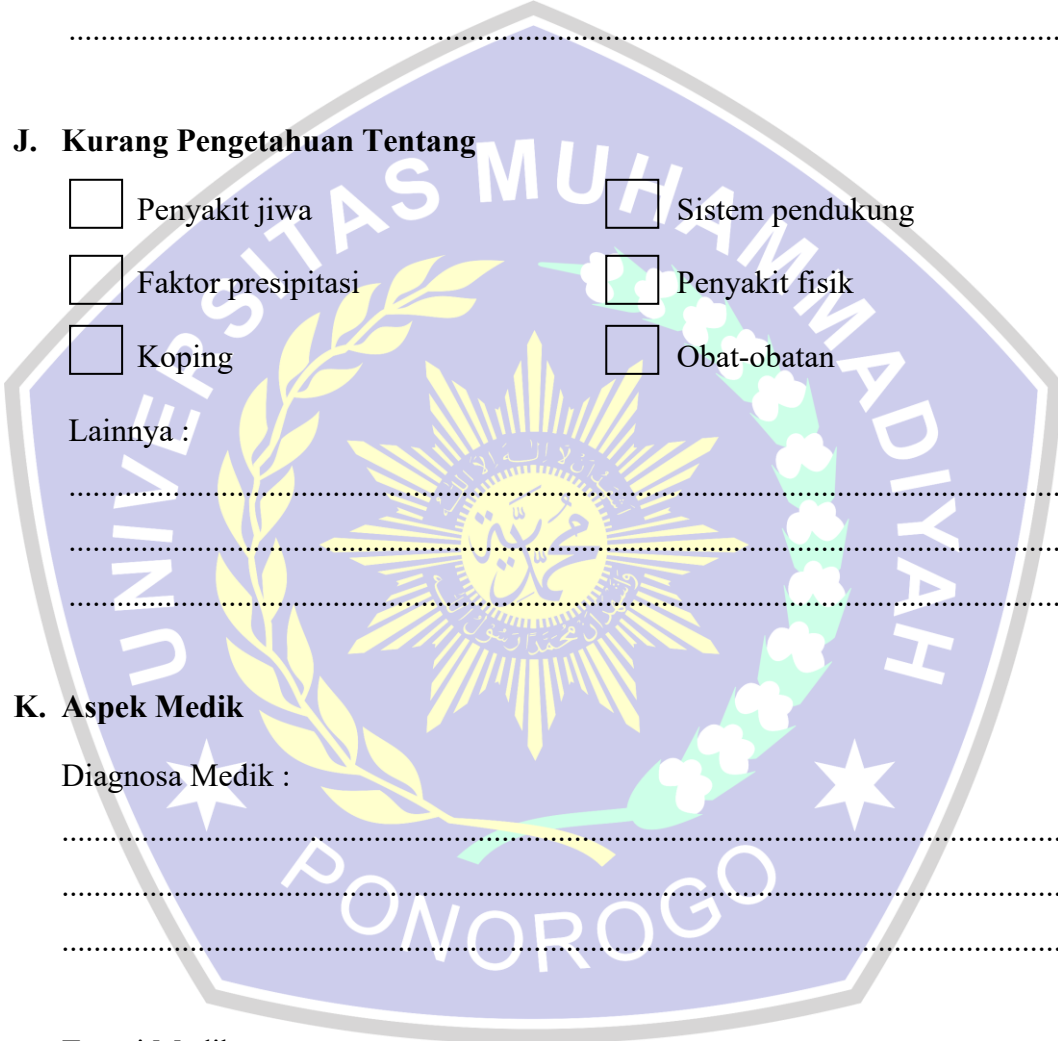 ..............................................................................................................................
J. Kurang Pengetahuan Tentang
Penyakit jiwa Sistem pendukung
Faktor presipitasi Penyakit fisik
Koping Obat-obatan
Lainnya :
..............................................................................................................................
..............................................................................................................................
..............................................................................................................................
K. Aspek Medik
Diagnosa Medik :
...............................................................................................................................
...............................................................................................................................
...............................................................................................................................
UNIVERSITAS MUHAMMADIYAH
PONOROGO
محمدية